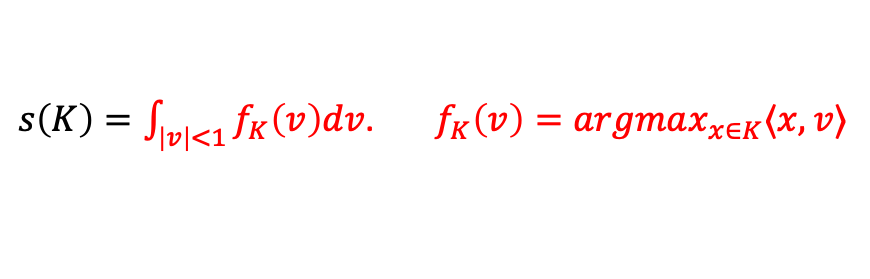 s(K) = ∫_{|v|<1} f_K(v)dv. f_K(v) = argmax_{x∈K}⟨x, v⟩